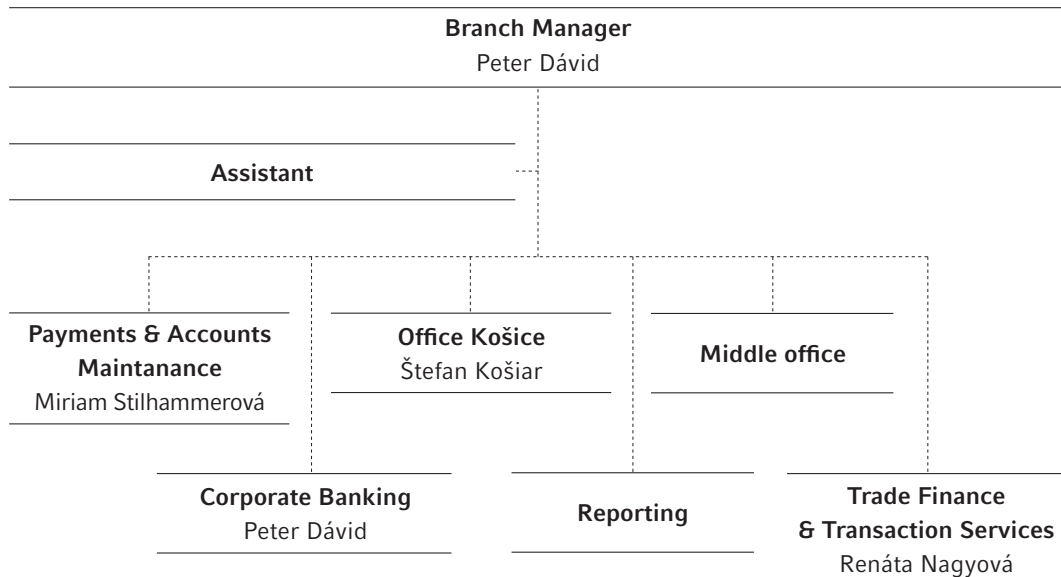 Branch Manager
Peter Dávid
Assistant
Payments & Accounts
Maintanance
Miriam Stilhammerová
Office Košice
Štefan Košiar
Middle office
Corporate Banking
Peter Dávid
Reporting
Trade Finance
& Transaction Services
Renáta Nagyová